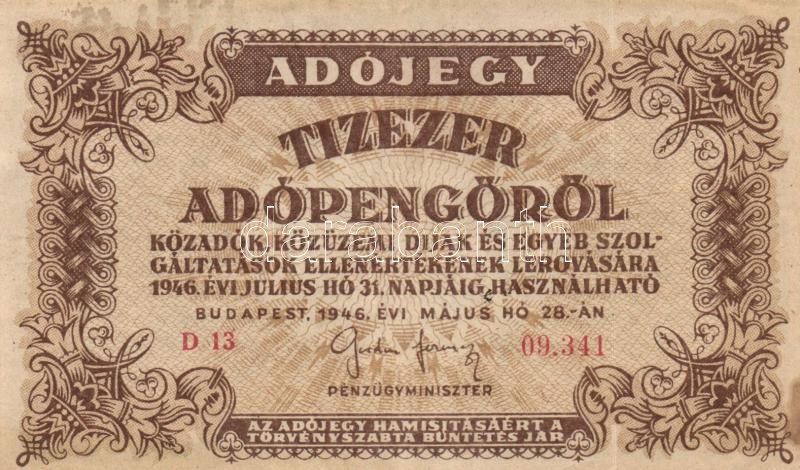 ADÓJEGY
TIZEZER
ADÓPENGŐRŐL
KÖZADÓK, KÖZÜZEMI DIJAK ÉS EGYÉB SZOL-
GÁLTATÁSOK ELLENÉRTÉKÉNEK LEROVÁSÁRA
1946. ÉVI JULIUS HÓ 31. NAPJÁIG HASZNÁLHATÓ
BUDAPEST, 1946. ÉVI MÁJUS HÓ 28.-ÁN
D 13 09.341
PÉNZÜGYMINISZTER
AZ ADÓJEGY HAMISITÁSÁÉRT A
TÖRVÉNYSZABTA BÜNTETÉS JÁR
darabanth